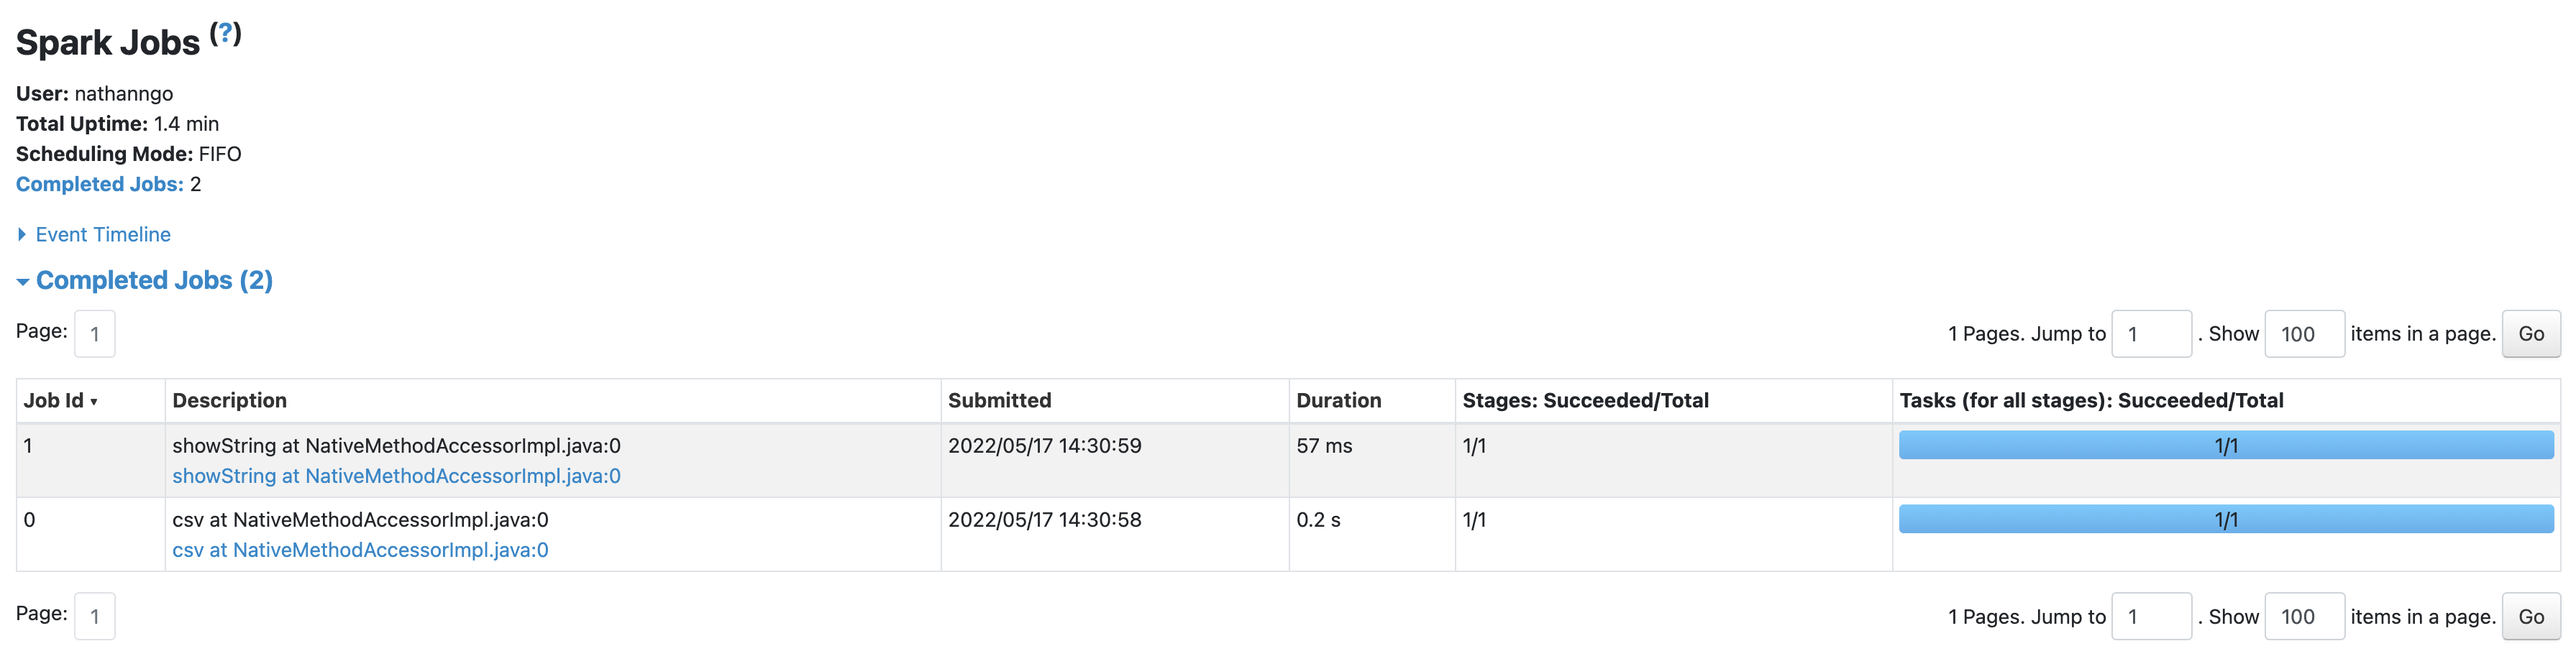 Spark Jobs (?)
User: nathanngo
Total Uptime: 1.4 min
Scheduling Mode: FIFO
Completed Jobs: 2
Event Timeline
Completed Jobs (2)
Page: 1 1 Pages. Jump to 1 . Show 100 items in a page. Go
Job Id ▾ Description Submitted Duration Stages: Succeeded/Total Tasks (for all stages): Succeeded/Total
1 showString at NativeMethodAccessorImpl.java:0 2022/05/17 14:30:59 57 ms 1/1 1/1
showString at NativeMethodAccessorImpl.java:0
0 csv at NativeMethodAccessorImpl.java:0 2022/05/17 14:30:58 0.2 s 1/1 1/1
csv at NativeMethodAccessorImpl.java:0
Page: 1 1 Pages. Jump to 1 . Show 100 items in a page. Go